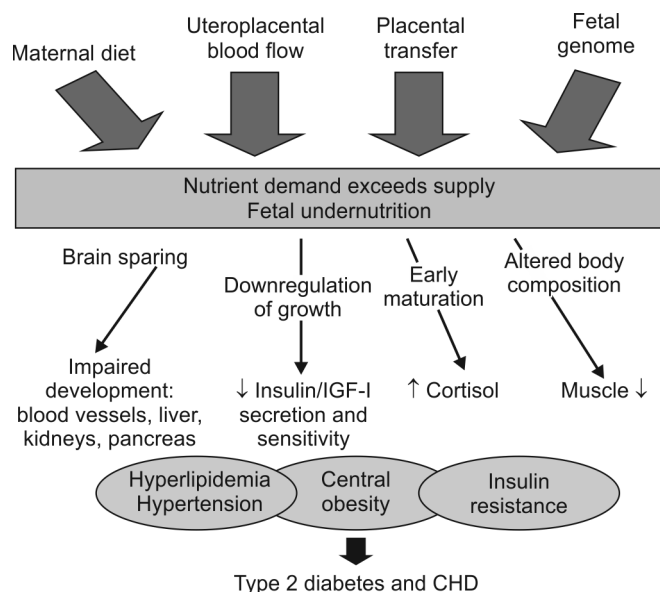 Maternal diet
Uteroplacental
blood flow
Placental
transfer
Fetal
genome
Nutrient demand exceeds supply
Fetal undernutrition
Brain sparing
Downregulation
of growth
Early
maturation
Altered body
composition
Impaired
development:
blood vessels, liver,
kidneys, pancreas
↓ Insulin/IGF-I
secretion and
sensitivity
↑ Cortisol
Muscle ↓
Hyperlipidemia
Hypertension
Central
obesity
Insulin
resistance
Type 2 diabetes and CHD